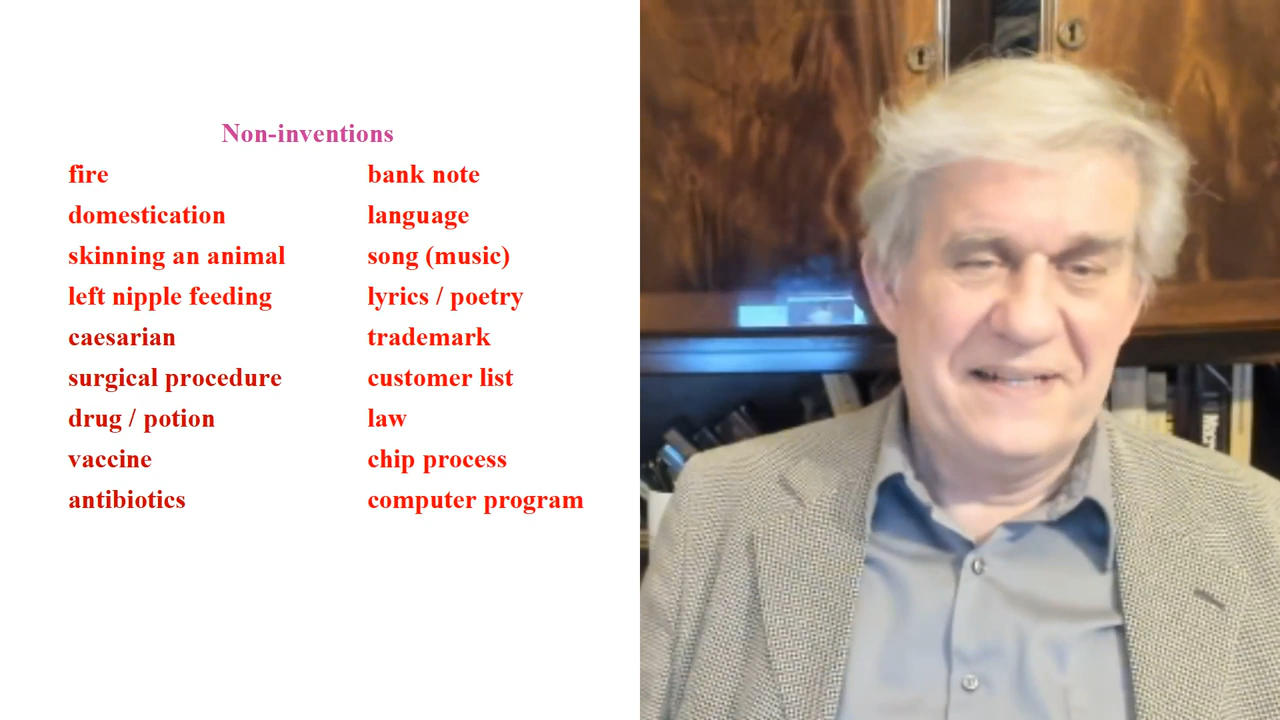 Non-inventions
fire
domestication
skinning an animal
left nipple feeding
caesarian
surgical procedure
drug / potion
vaccine
antibiotics
bank note
language
song (music)
lyrics / poetry
trademark
customer list
law
chip process
computer program